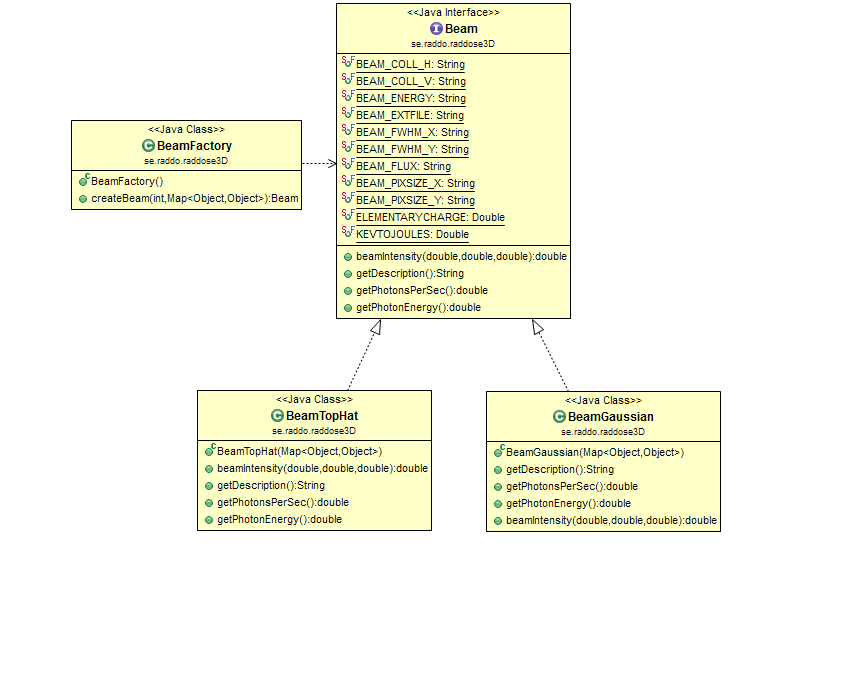 <<Java Interface>>
Beam
se.raddo.raddose3D
BEAM_COLL_H: String
BEAM_COLL_V: String
BEAM_ENERGY: String
BEAM_EXTFILE: String
BEAM_FWHM_X: String
BEAM_FWHM_Y: String
BEAM_FLUX: String
BEAM_PIXSIZE_X: String
BEAM_PIXSIZE_Y: String
ELEMENTARYCHARGE: Double
KEVTOJOULES: Double
beamIntensity(double,double,double):double
getDescription():String
getPhotonsPerSec():double
getPhotonEnergy():double
<<Java Class>>
BeamFactory
se.raddo.raddose3D
BeamFactory()
createBeam(int,Map<Object,Object>):Beam
<<Java Class>>
BeamTopHat
se.raddo.raddose3D
BeamTopHat(Map<Object,Object>)
beamIntensity(double,double,double):double
getDescription():String
getPhotonsPerSec():double
getPhotonEnergy():double
<<Java Class>>
BeamGaussian
se.raddo.raddose3D
BeamGaussian(Map<Object,Object>)
getDescription():String
getPhotonsPerSec():double
getPhotonEnergy():double
beamIntensity(double,double,double):double